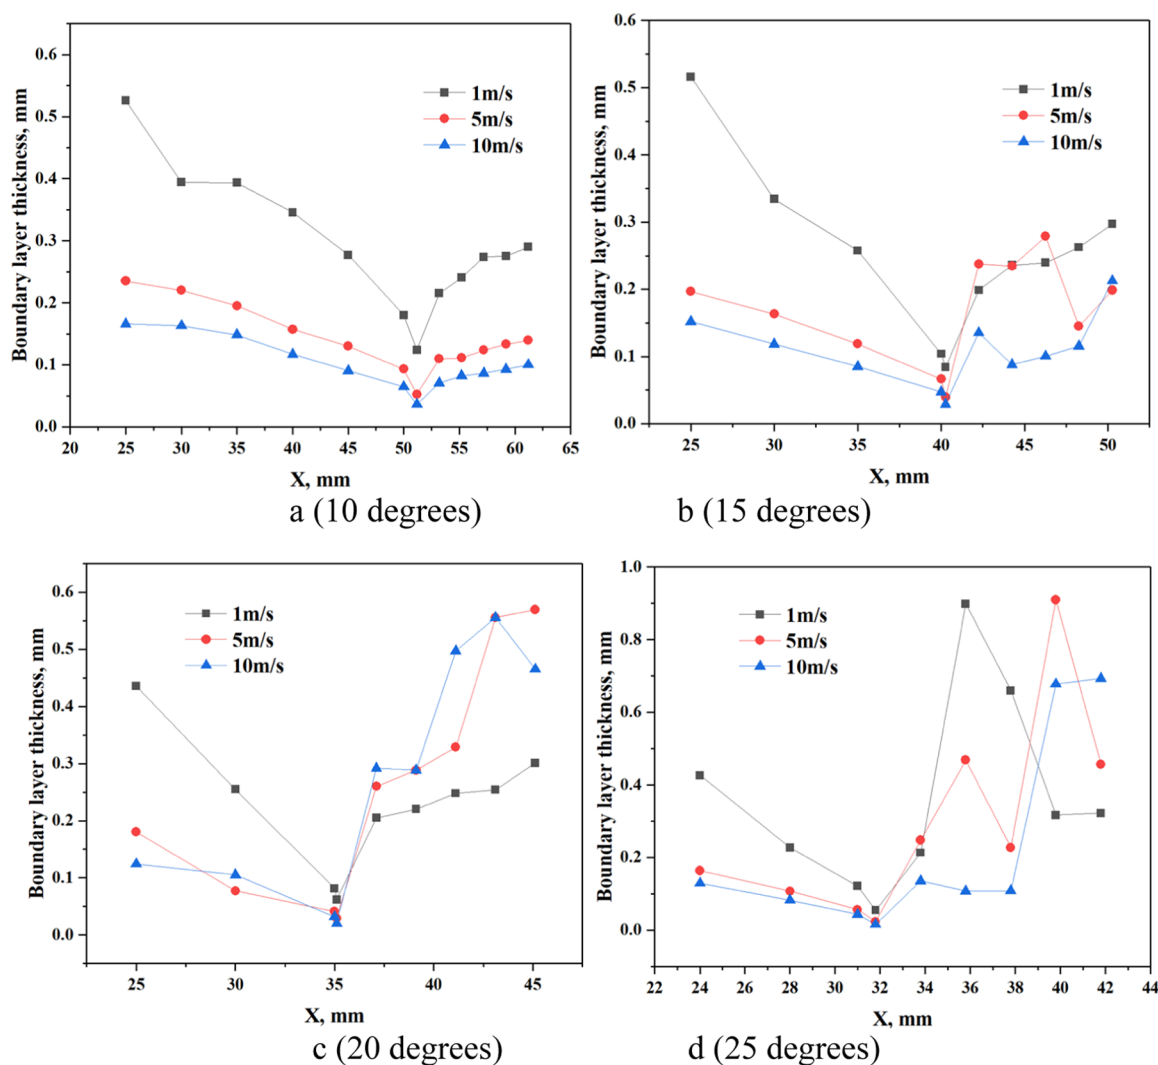 Boundary layer thickness, mm
0.6
0.5
0.4
0.3
0.2
0.1
0.0
1m/s
5m/s
10m/s
20 25 30 35 40 45 50 55 60 65
X, mm
a (10 degrees)
Boundary layer thickness, mm
0.6
0.5
0.4
0.3
0.2
0.1
0.0
1m/s
5m/s
10m/s
25 30 35 40 45 50
X, mm
b (15 degrees)
Boundary layer thickness, mm
0.6
0.5
0.4
0.3
0.2
0.1
0.0
1m/s
5m/s
10m/s
25 30 35 40 45
X, mm
c (20 degrees)
Boundary layer thickness, mm
1.0
0.8
0.6
0.4
0.2
0.0
1m/s
5m/s
10m/s
22 24 26 28 30 32 34 36 38 40 42 44
X, mm
d (25 degrees)